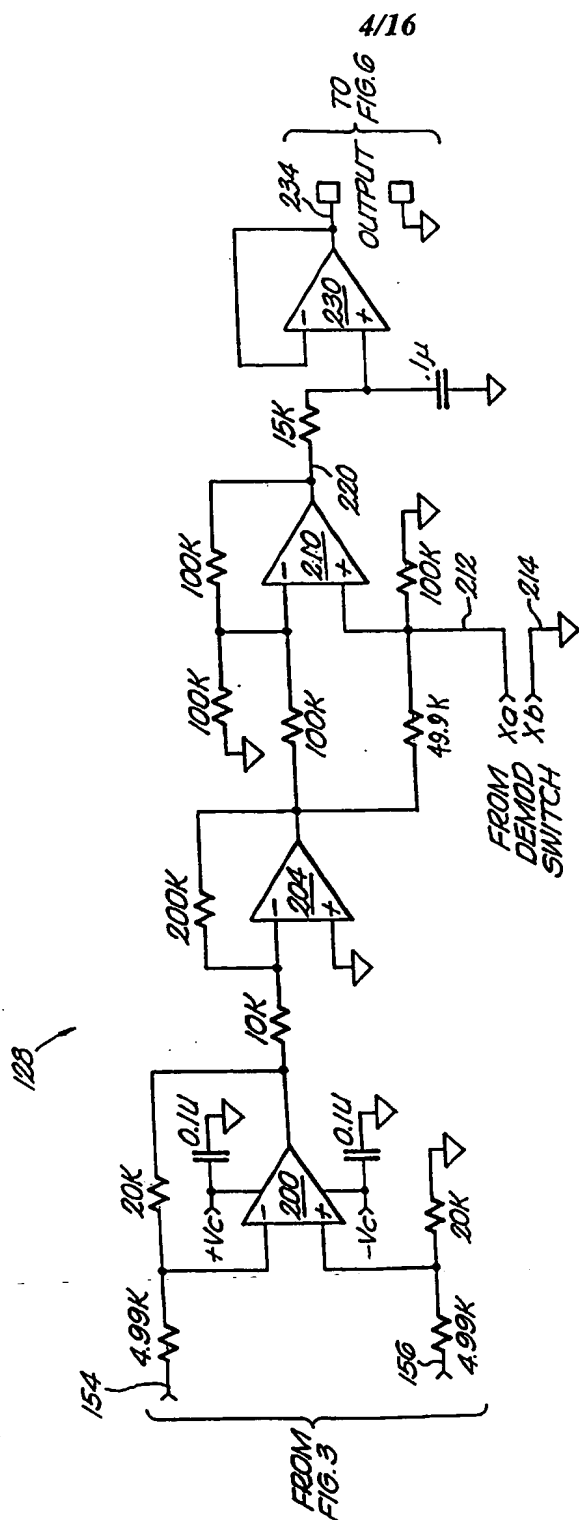 4/16
128
FROM
FIG. 3
154
4.99K
20K
+Vc
0.1U
200
-
+
-Vc
0.1U
156
4.99K
20K
10K
200K
204
-
+
100K
100K
100K
210
-
+
49.9K
100K
212
214
FROM
DEMOD
SWITCH
Xa
Xb
220
15K
.1μ
230
-
+
234
OUTPUT
TO
FIG. 6